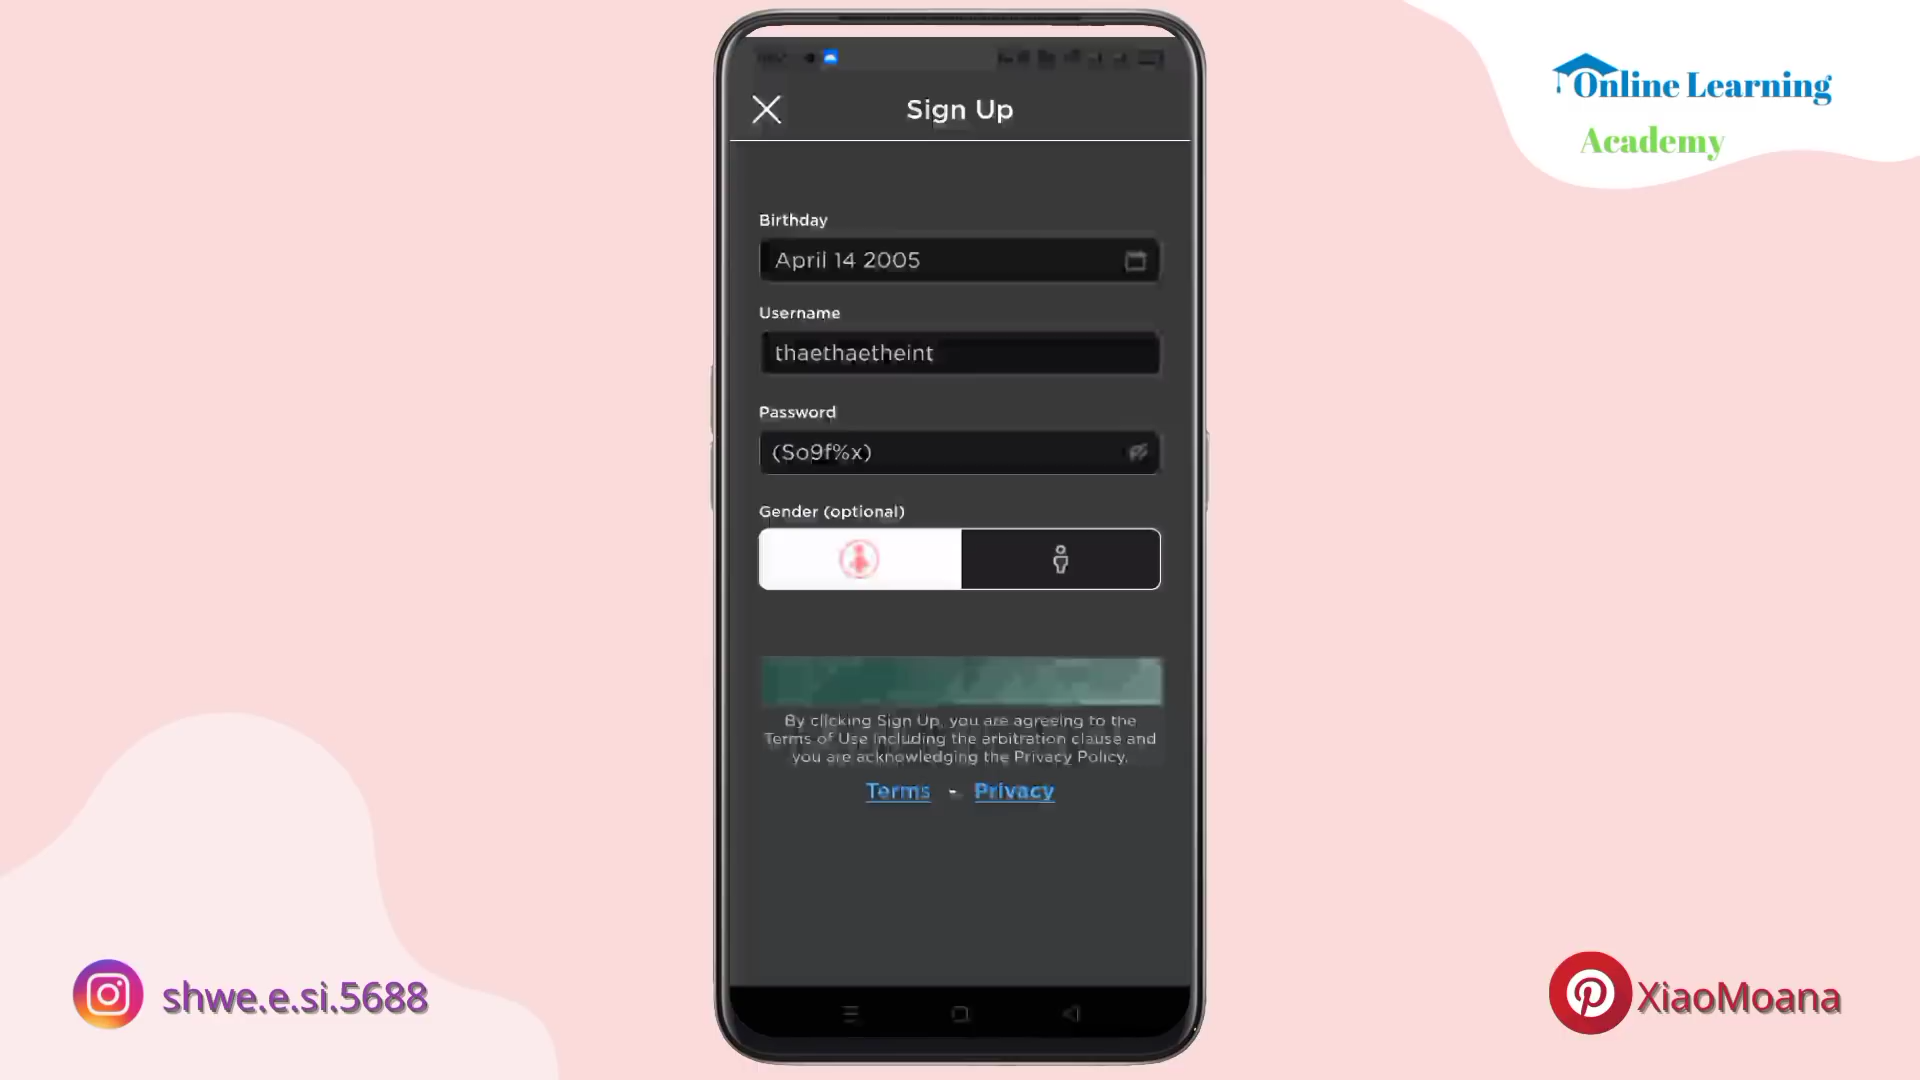 Online Learning
Academy
Sign Up
Birthday
April 14 2005
Username
thaethaetheint
Password
(So9f%x)
Gender (optional)
By clicking Sign Up, you are agreeing to the
Terms of Use including the arbitration clause and
you are acknowledging the Privacy Policy.
Terms - Privacy
shwe.e.si.5688
XiaoMoana